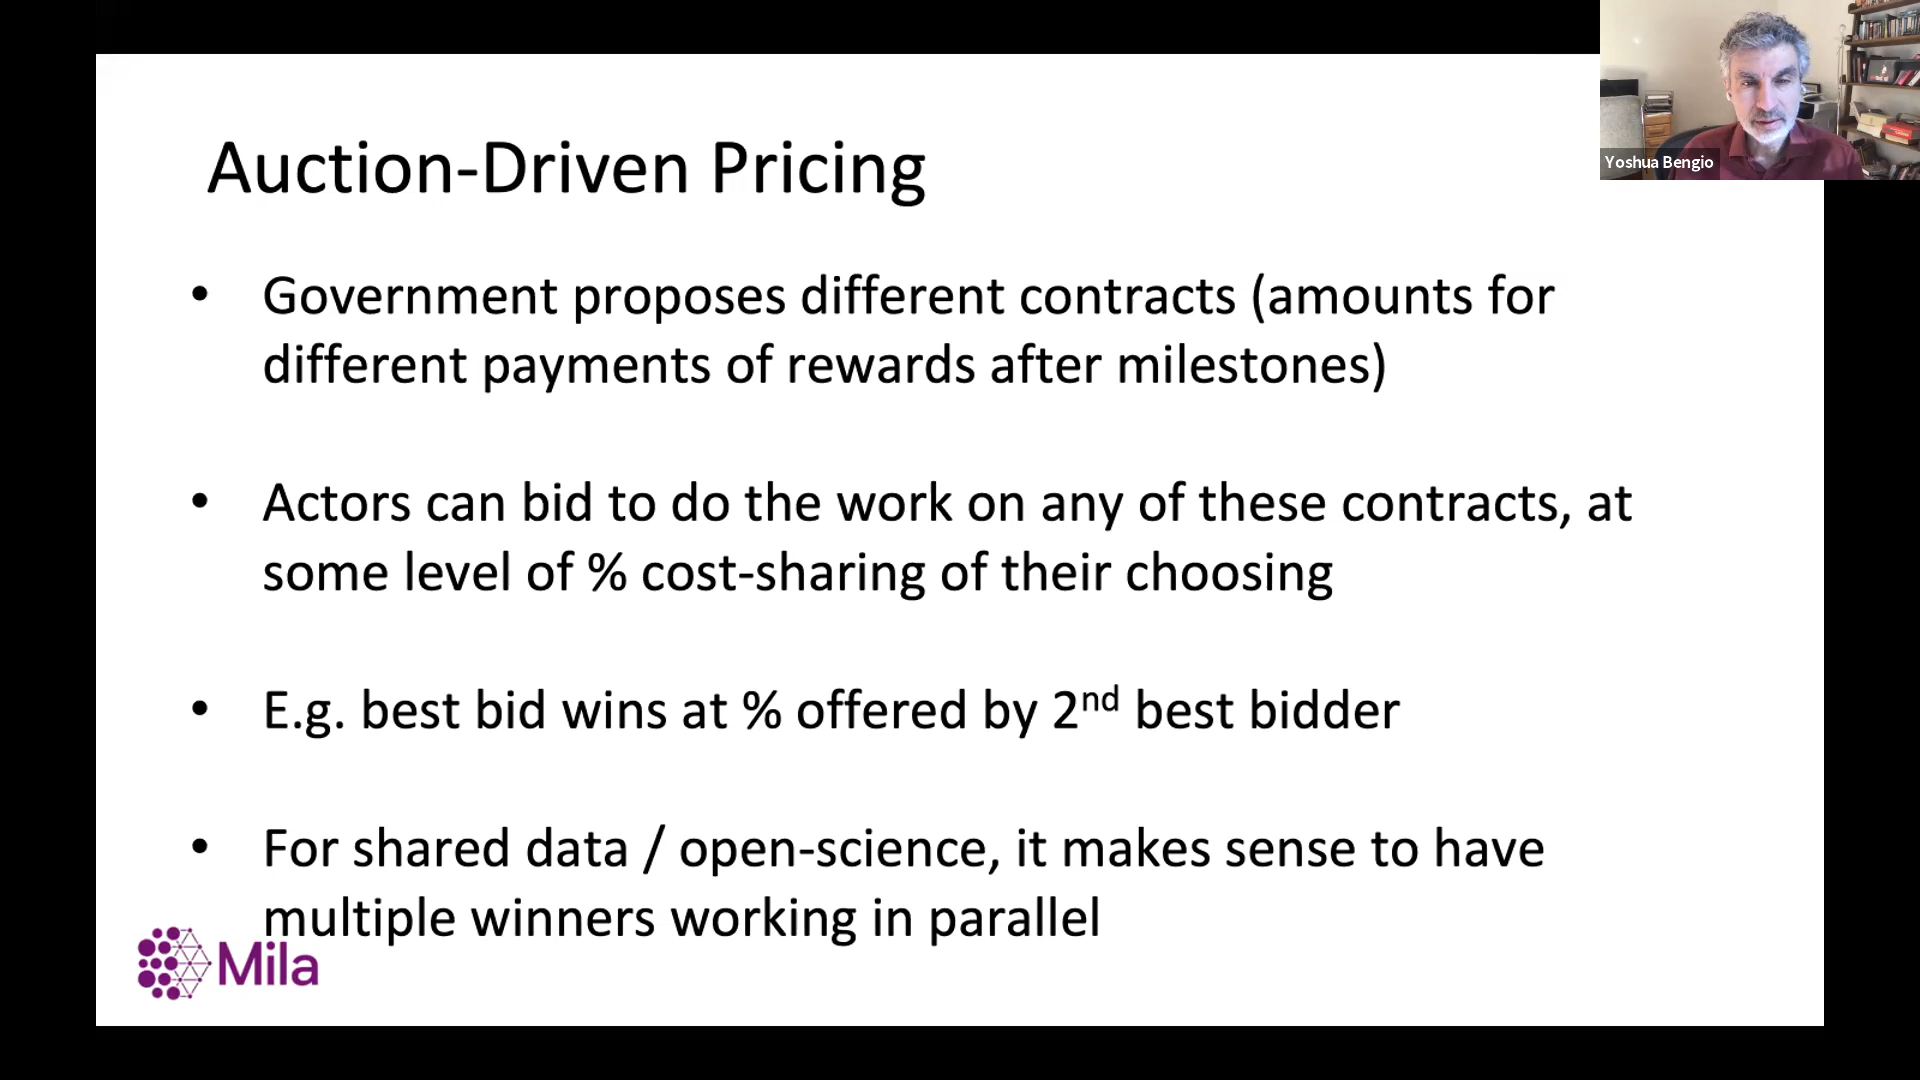 Yoshua Bengio
Auction-Driven Pricing
• Government proposes different contracts (amounts for
different payments of rewards after milestones)
• Actors can bid to do the work on any of these contracts, at
some level of % cost-sharing of their choosing
• E.g. best bid wins at % offered by 2nd best bidder
• For shared data / open-science, it makes sense to have
multiple winners working in parallel
Mila